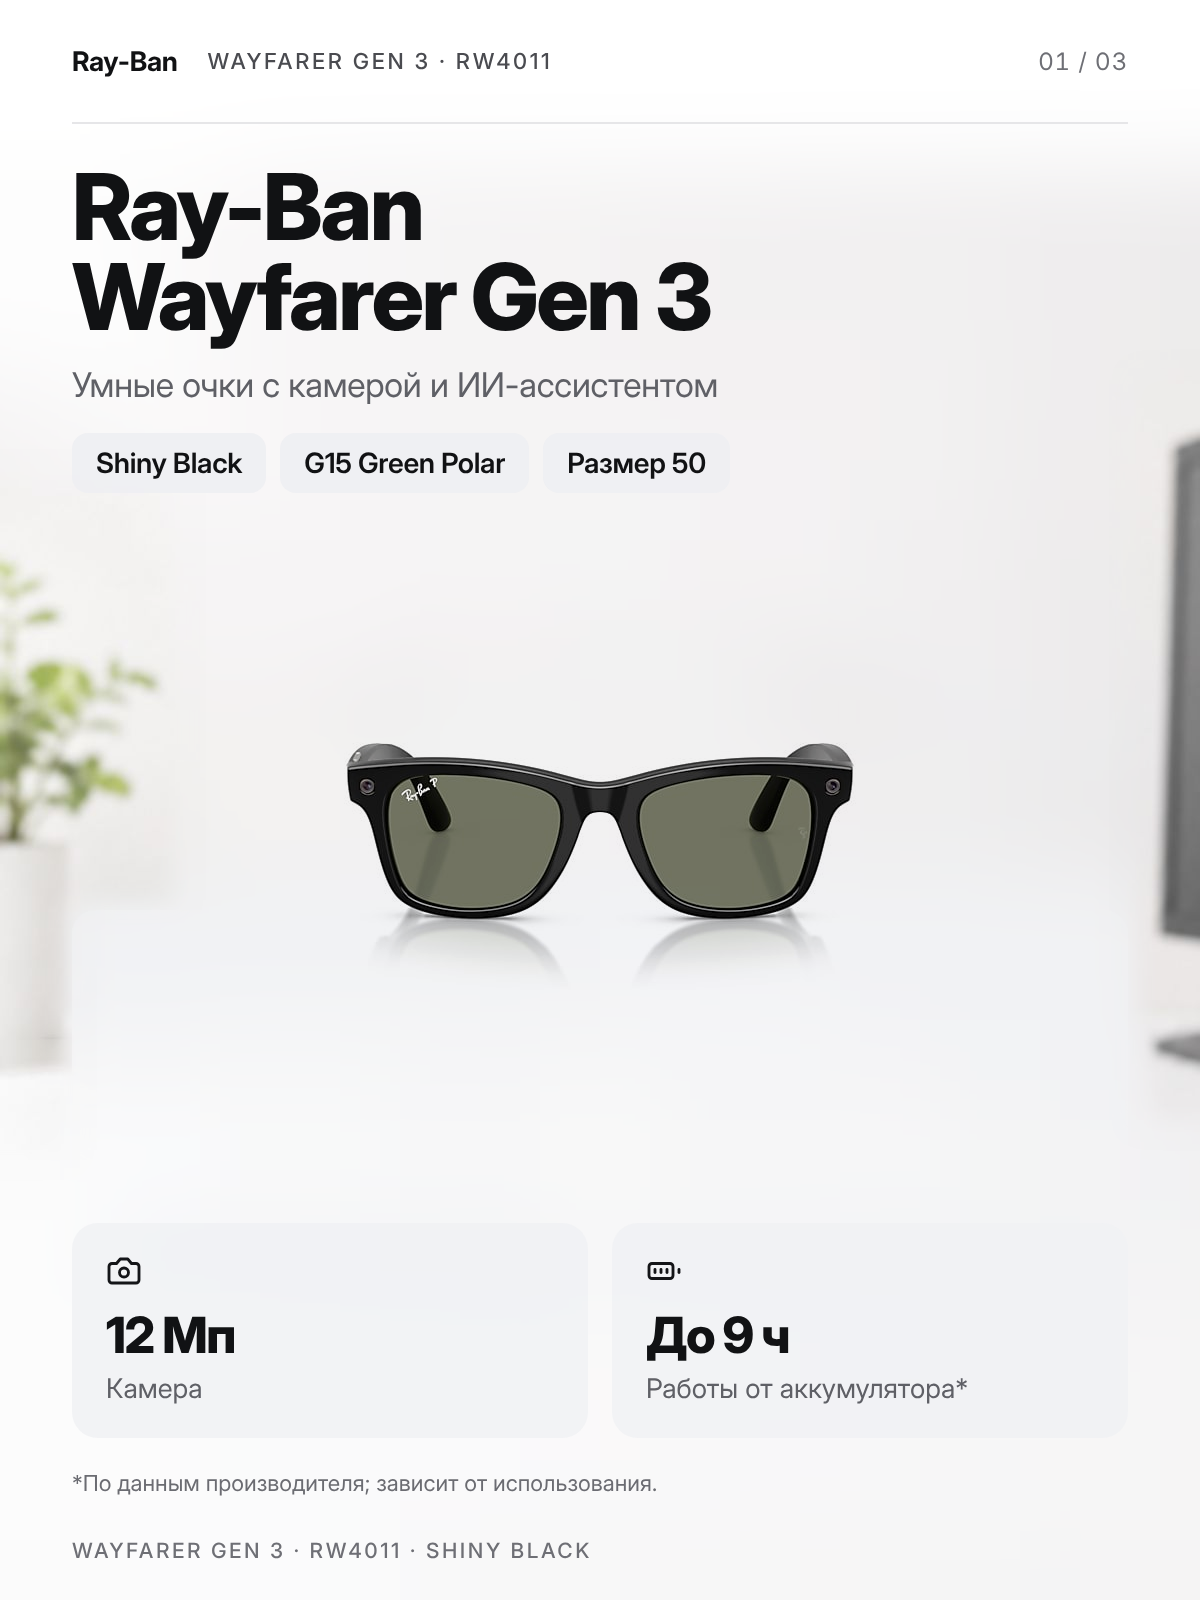 Ray-Ban WAYFARER GEN 3 · RW4011 01 / 03
Ray-Ban
Wayfarer Gen 3
Умные очки с камерой и ИИ-ассистентом
Shiny Black G15 Green Polar Размер 50
Ray-Ban P
12 Мп
Камера
До 9 ч
Работы от аккумулятора*
*По данным производителя; зависит от использования.
WAYFARER GEN 3 · RW4011 · SHINY BLACK